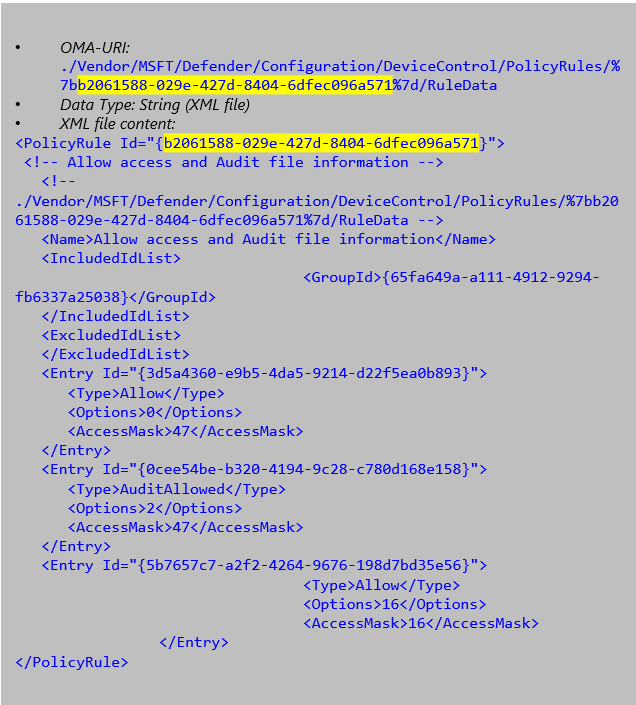 • OMA-URI:
./Vendor/MSFT/Defender/Configuration/DeviceControl/PolicyRules/%
7bb2061588-029e-427d-8404-6dfec096a571%7d/RuleData
• Data Type: String (XML file)
• XML file content:
<PolicyRule Id="{b2061588-029e-427d-8404-6dfec096a571}">
<!-- Allow access and Audit file information -->
<!--
./Vendor/MSFT/Defender/Configuration/DeviceControl/PolicyRules/%7bb20
61588-029e-427d-8404-6dfec096a571%7d/RuleData -->
<Name>Allow access and Audit file information</Name>
<IncludedIdList>
<GroupId>{65fa649a-a111-4912-9294-
fb6337a25038}</GroupId>
</IncludedIdList>
<ExcludedIdList>
</ExcludedIdList>
<Entry Id="{3d5a4360-e9b5-4da5-9214-d22f5ea0b893}">
<Type>Allow</Type>
<Options>0</Options>
<AccessMask>47</AccessMask>
</Entry>
<Entry Id="{0cee54be-b320-4194-9c28-c780d168e158}">
<Type>AuditAllowed</Type>
<Options>2</Options>
<AccessMask>47</AccessMask>
</Entry>
<Entry Id="{5b7657c7-a2f2-4264-9676-198d7bd35e56}">
<Type>Allow</Type>
<Options>16</Options>
<AccessMask>16</AccessMask>
</Entry>
</PolicyRule>